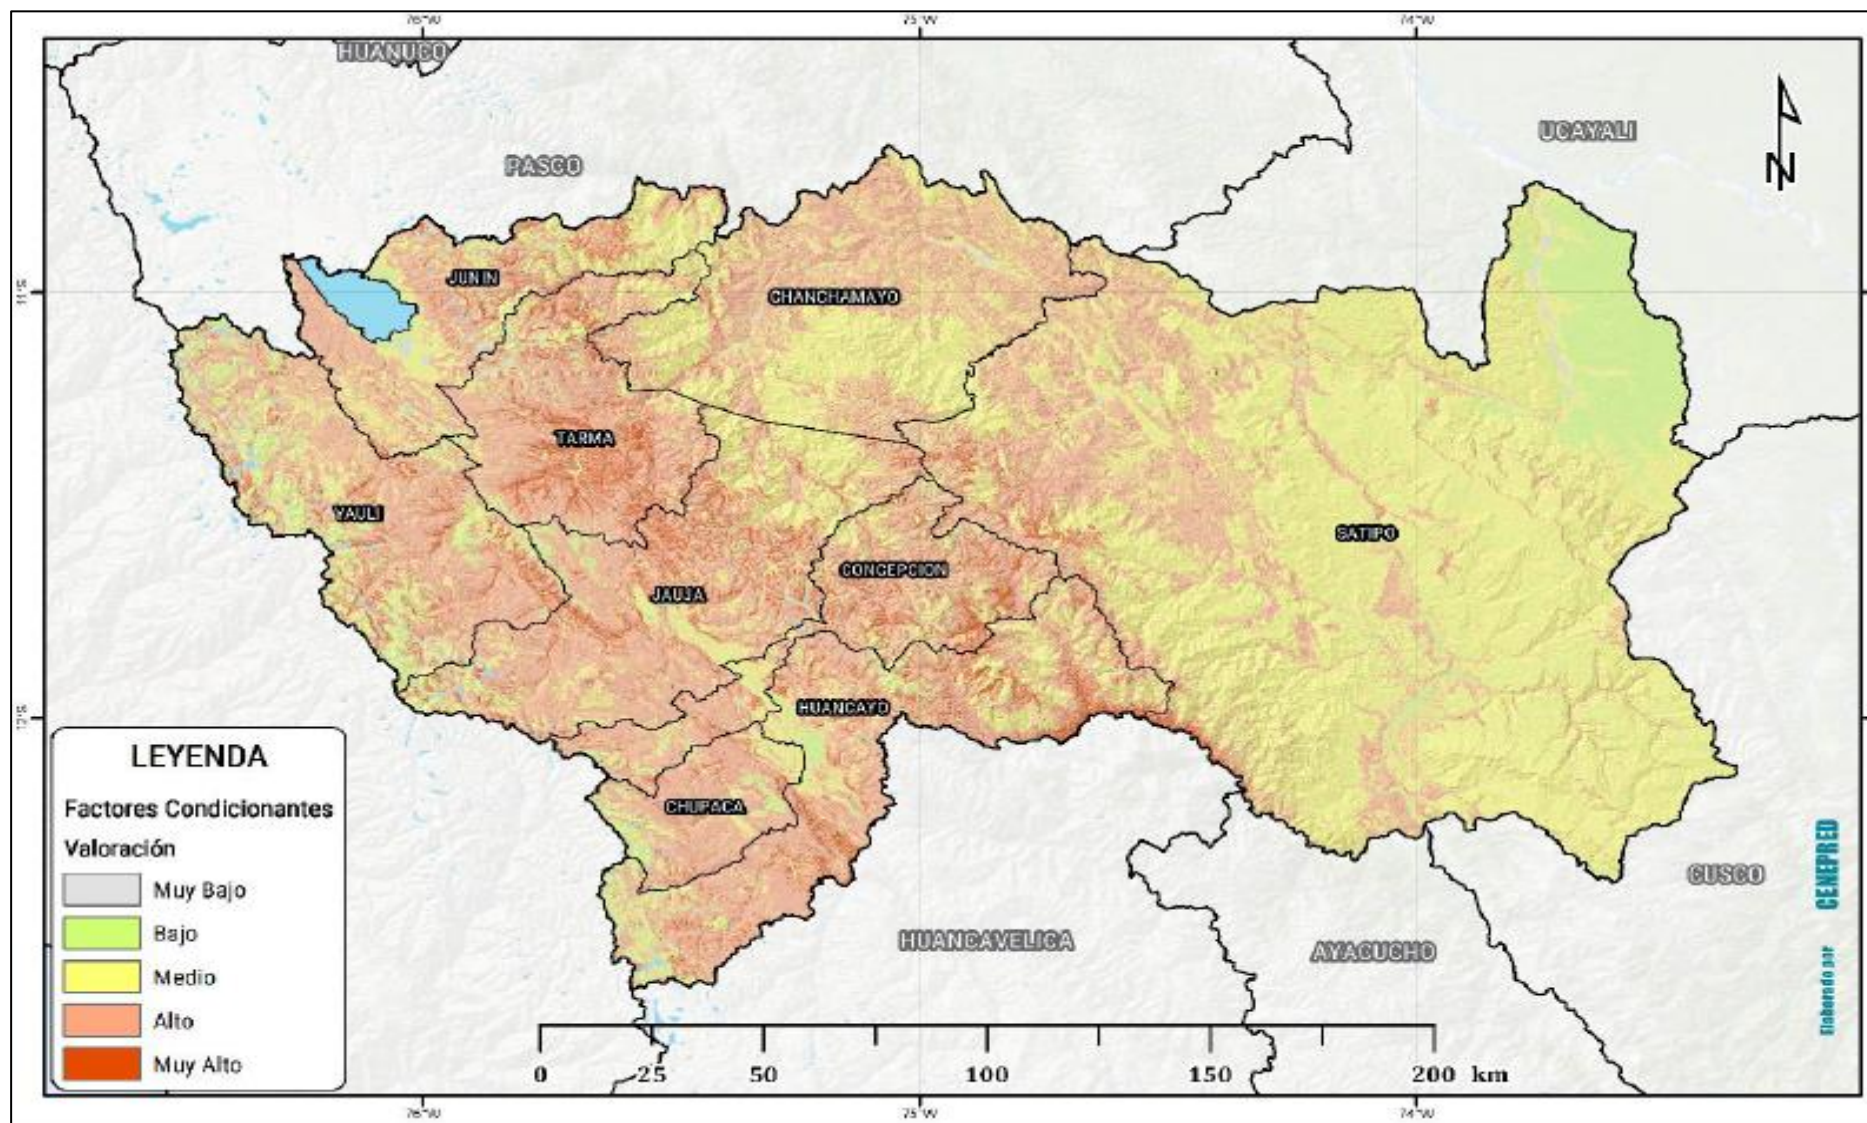 76°W 75°W 74°W
HUANUCO
UCAYALI
PASCO
N
JUNIN
11°S
CHANCHAMAYO
TARMA
YAULI
SATIPO
CONCEPCION
JAUJA
HUANCAYO
12°S
CHUPACA
CUSCO
HUANCAVELICA
AYACUCHO
LEYENDA
Factores Condicionantes
Valoración
Muy Bajo
Bajo
Medio
Alto
Muy Alto
0 25 50 100 150 200 km
Elaborado por CENEPRED
76°W 75°W 74°W